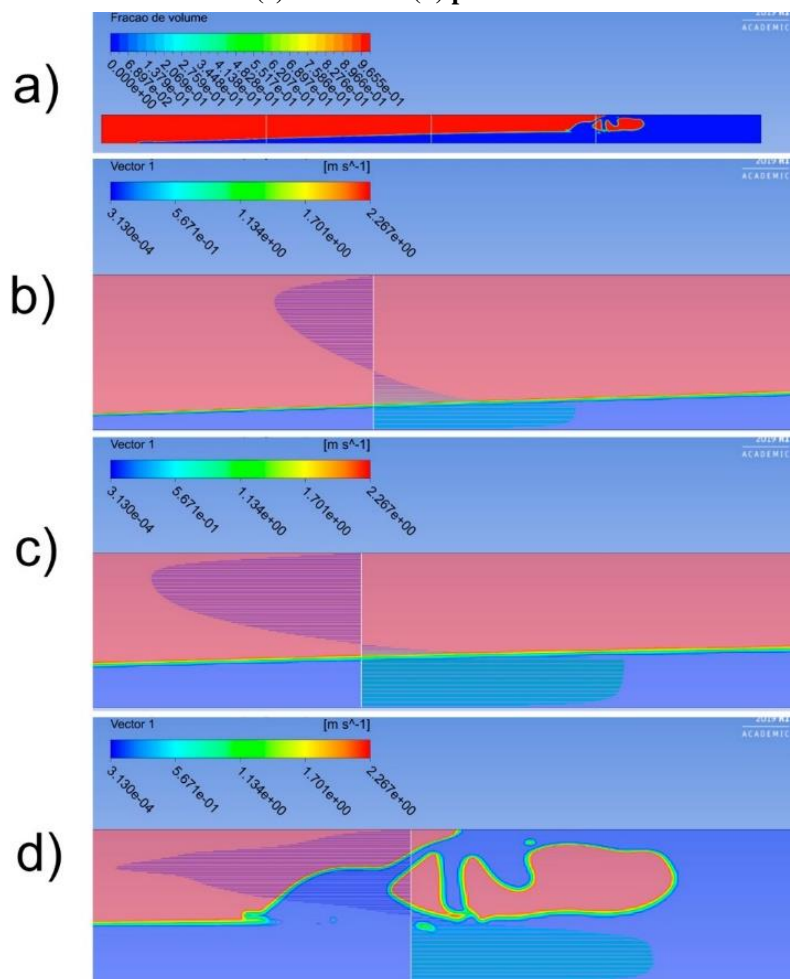 a)
Fracao de volume
0.000e+00
6.897e-02
1.379e-01
2.069e-01
2.759e-01
3.448e-01
4.138e-01
4.828e-01
5.517e-01
6.207e-01
6.897e-01
7.586e-01
8.276e-01
8.966e-01
9.655e-01
ACADEMIC
b)
Vector 1 [m s^-1]
3.130e-04
5.671e-01
1.134e+00
1.701e+00
2.267e+00
ACADEMIC
c)
Vector 1 [m s^-1]
3.130e-04
5.671e-01
1.134e+00
1.701e+00
2.267e+00
ACADEMIC
d)
Vector 1 [m s^-1]
3.130e-04
5.671e-01
1.134e+00
1.701e+00
2.267e+00
ACADEMIC